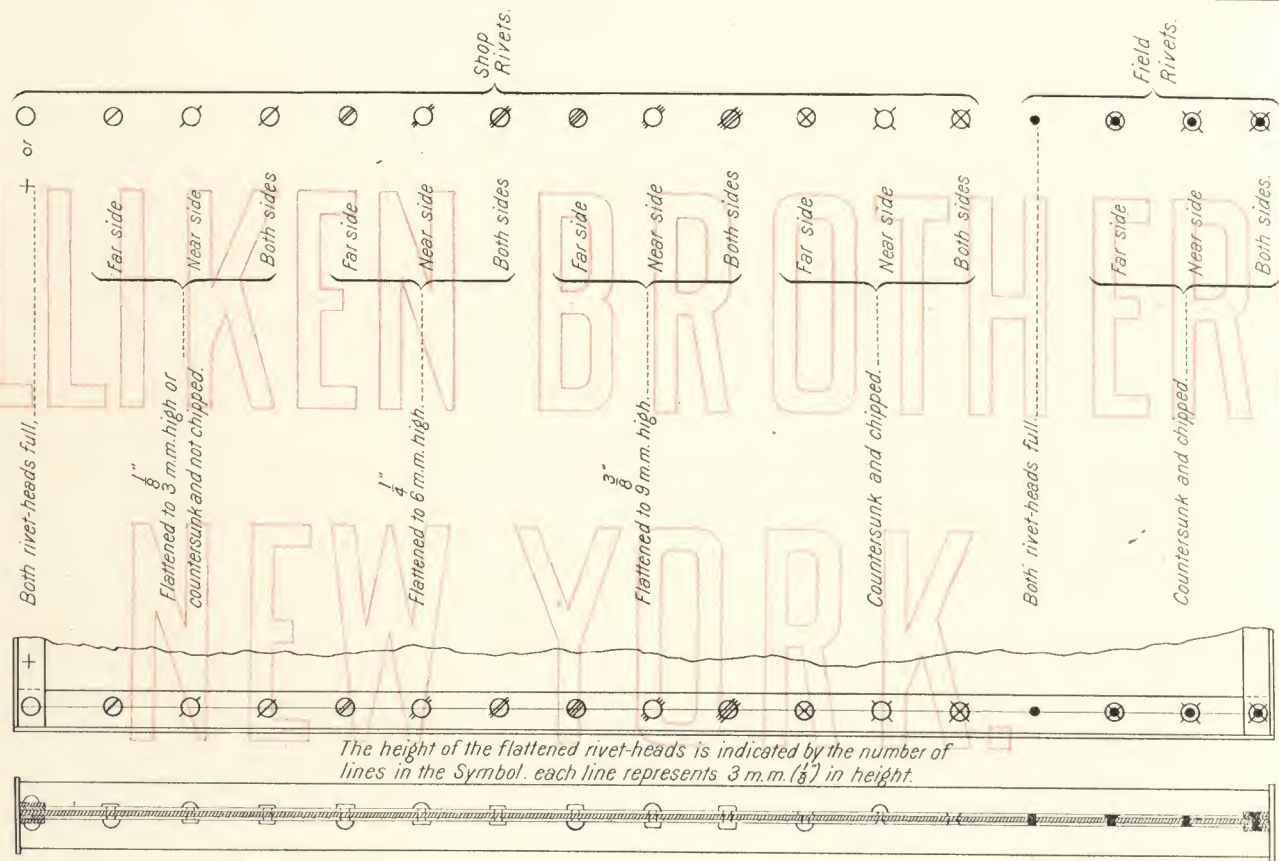 Shop
Rivets.
Field
Rivets.
+ or
Both rivet-heads full,
Far side
Near side
Both sides
1/8"
Flattened to 3 m.m. high or
countersunk and not chipped.
Far side
Near side
Both sides
1/4"
Flattened to 6 m.m. high.
Far side
Near side
Both sides
3/8"
Flattened to 9 m.m. high.
Far side
Near side
Both sides
Countersunk and chipped.
Both rivet-heads full.
Far side
Near side
Both sides.
Countersunk and chipped.
LLIKEN BROTHER
NEW YORK.
The height of the flattened rivet-heads is indicated by the number of
lines in the Symbol. each line represents 3 m.m. (1/8") in height.